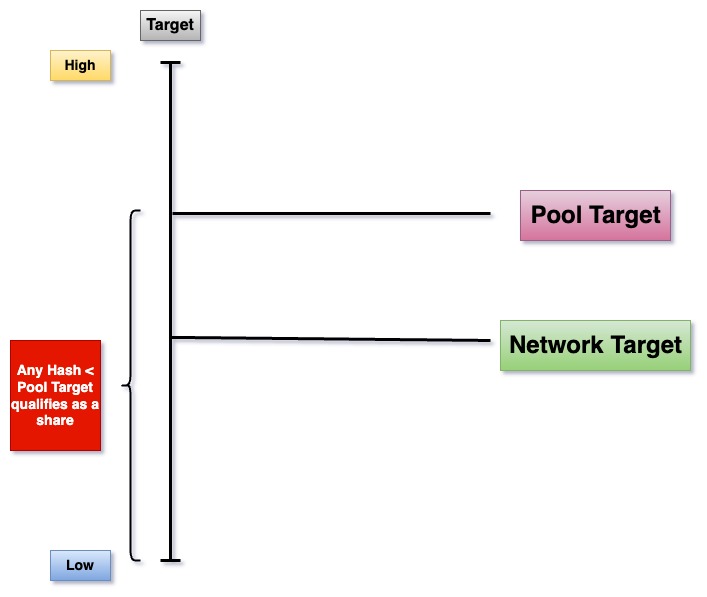 Target
High
Pool Target
Network Target
Any Hash <
Pool Target
qualifies as a
share
Low